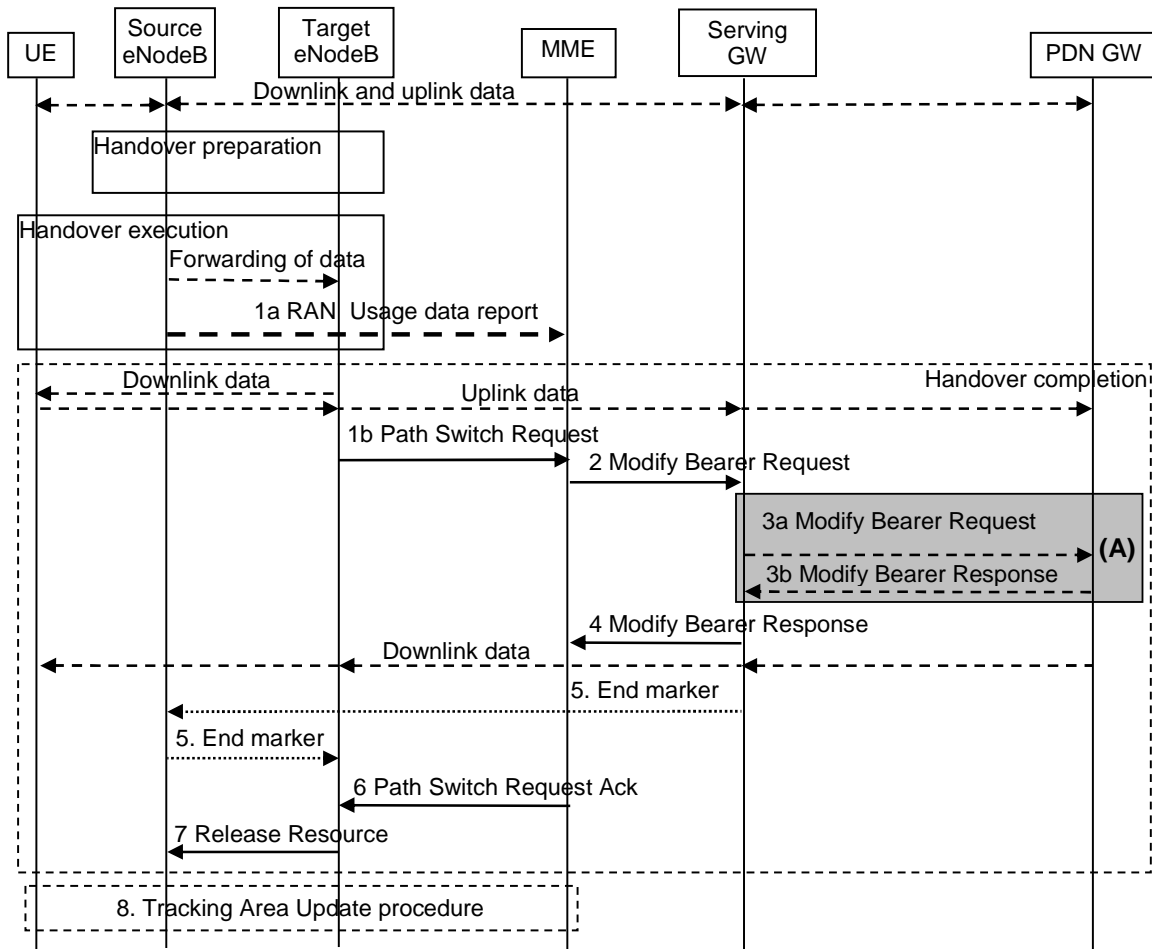 UE
Source
eNodeB
Target
eNodeB
MME
Serving
GW
PDN GW
Downlink and uplink data
Handover preparation
Handover execution
Forwarding of data
1a RAN Usage data report
Downlink data
Handover completion
Uplink data
1b Path Switch Request
2 Modify Bearer Request
3a Modify Bearer Request
(A)
3b Modify Bearer Response
4 Modify Bearer Response
Downlink data
5. End marker
5. End marker
6 Path Switch Request Ack
7 Release Resource
8. Tracking Area Update procedure